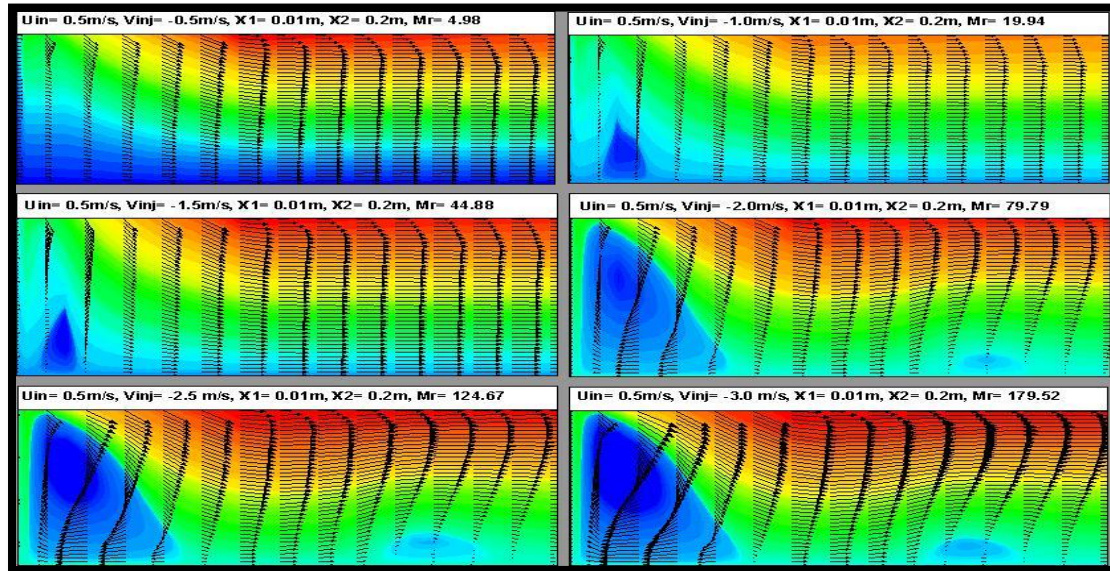 Uin= 0.5m/s, Vinj= -0.5m/s, X1= 0.01m, X2= 0.2m, Mr= 4.98
Uin= 0.5m/s, Vinj= -1.0m/s, X1= 0.01m, X2= 0.2m, Mr= 19.94
Uin= 0.5m/s, Vinj= -1.5m/s, X1= 0.01m, X2= 0.2m, Mr= 44.88
Uin= 0.5m/s, Vinj= -2.0m/s, X1= 0.01m, X2= 0.2m, Mr= 79.79
Uin= 0.5m/s, Vinj= -2.5 m/s, X1= 0.01m, X2= 0.2m, Mr= 124.67
Uin= 0.5m/s, Vinj= -3.0 m/s, X1= 0.01m, X2= 0.2m, Mr= 179.52